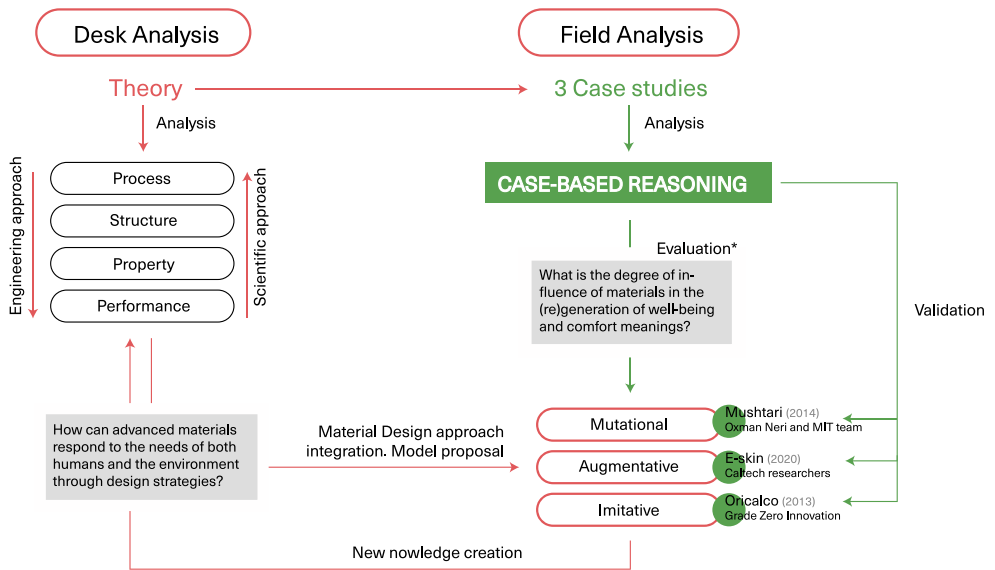 Desk Analysis
Field Analysis
Theory
3 Case studies
Analysis
Analysis
Engineering approach
Process
Structure
Property
Performance
Scientific approach
CASE-BASED REASONING
Evaluation*
What is the degree of in-
fluence of materials in the
(re)generation of well-being
and comfort meanings?
Validation
How can advanced materials
respond to the needs of both
humans and the environment
through design strategies?
Material Design approach
integration. Model proposal
Mutational
Mushtari (2014)
Oxman Neri and MIT team
Augmentative
E-skin (2020)
Caltech researchers
Imitative
Oricalco (2013)
Grade Zero Innovation
New nowledge creation